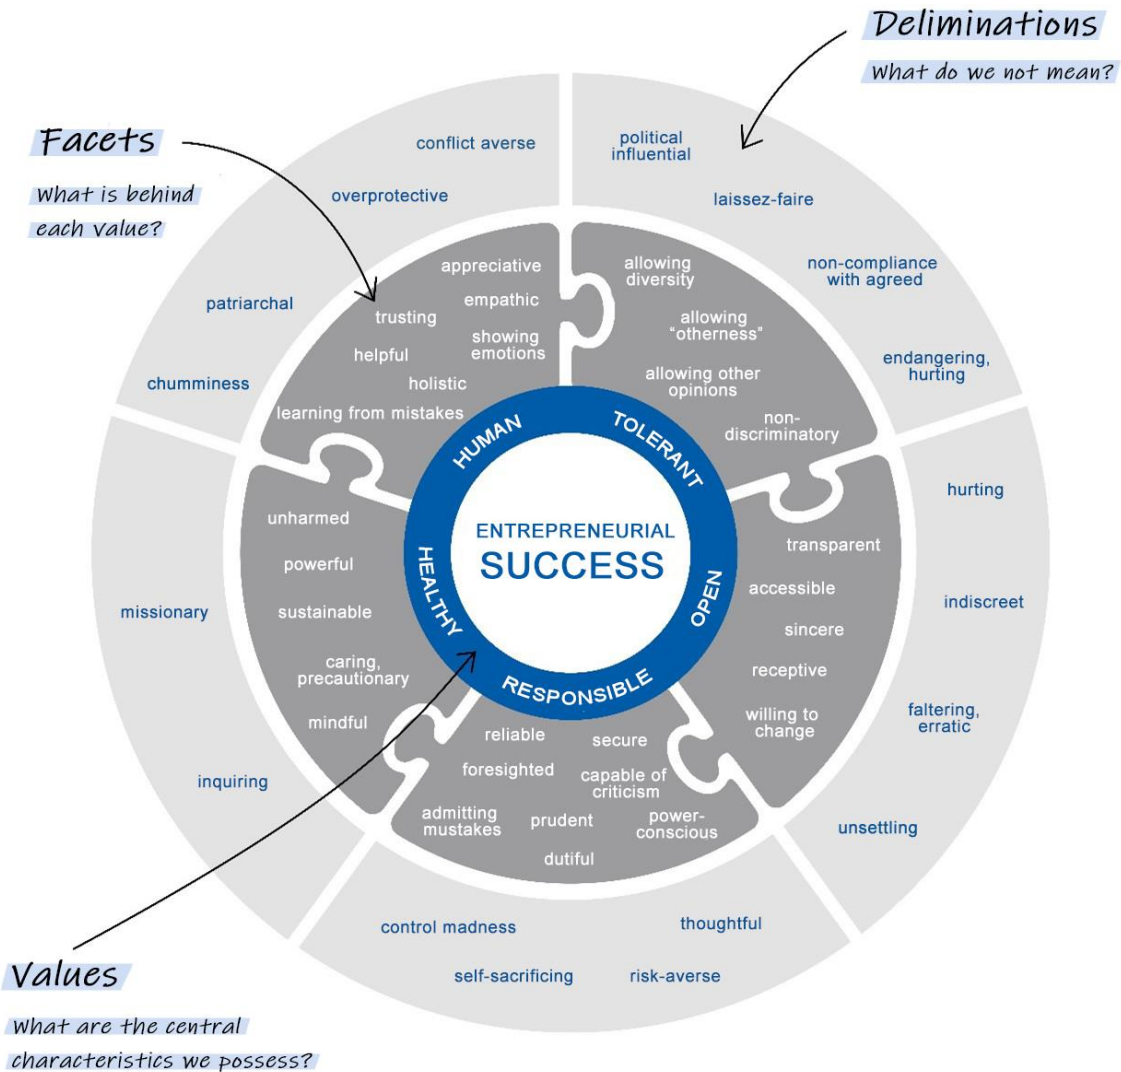 Deliminations
What do we not mean?
Facets
What is behind
each value?
conflict averse
overprotective
patriarchal
chumminess
political
influential
laissez-faire
non-compliance
with agreed
endangering,
hurting
appreciative
empathic
trusting
showing
emotions
helpful
holistic
learning from mistakes
allowing
diversity
allowing
“otherness”
allowing other
opinions
non-
discriminatory
HUMAN
TOLERANT
OPEN
RESPONSIBLE
HEALTHY
ENTREPRENEURIAL
SUCCESS
hurting
indiscreet
faltering,
erratic
unsettling
transparent
accessible
sincere
receptive
willing to
change
unharmed
powerful
sustainable
caring,
precautionary
mindful
missionary
inquiring
reliable
secure
foresighted
capable of
criticism
admitting
mustakes
prudent
power-
conscious
dutiful
control madness
thoughtful
self-sacrificing
risk-averse
Values
What are the central
characteristics we possess?